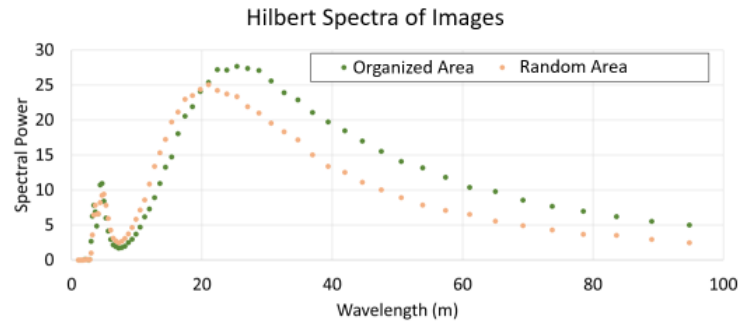 Hilbert Spectra of Images
30
25
20
15
10
5
0
Spectral Power
Organized Area Random Area
0 20 40 60 80 100
Wavelength (m)